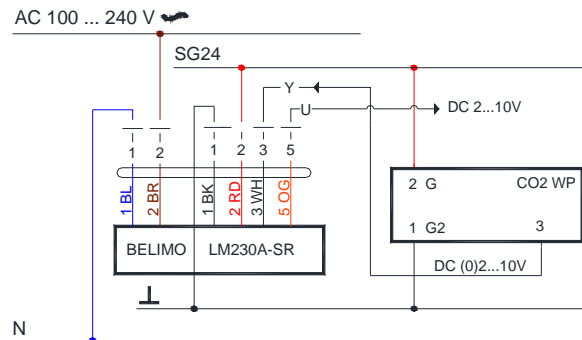 AC 100 ... 240 V
SG24
Y
U
DC 2...10V
1 2 1 2 3 5
1 BL
2 BR
1 BK
2 RD
3 WH
5 OG
2 G CO2 WP
1 G2 3
BELIMO LM230A-SR
DC (0)2...10V
N